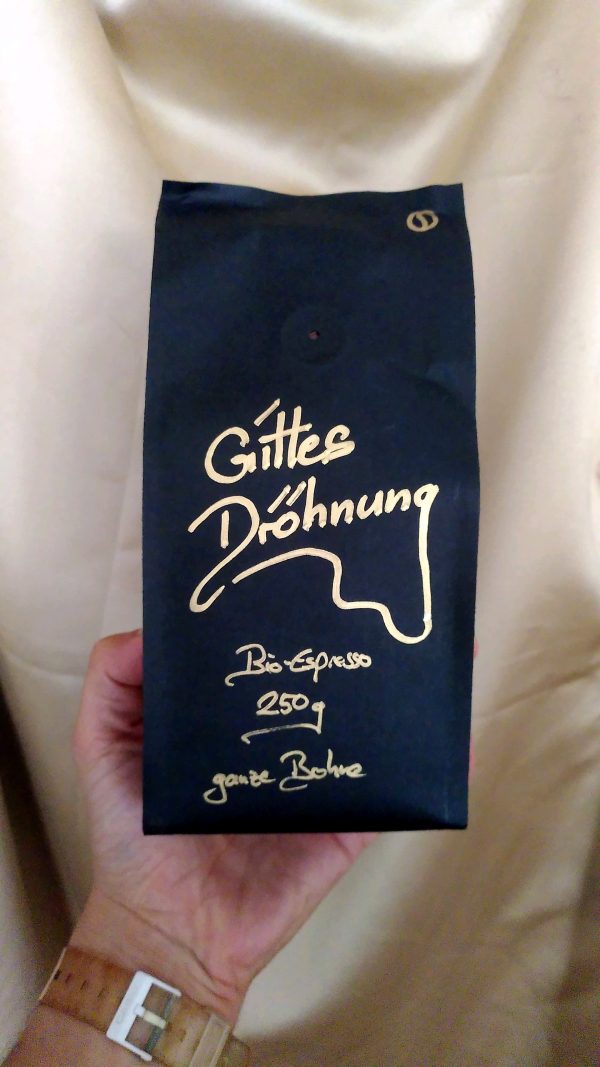 Gittes
Dröhnung
Bio-Espresso
250g
ganze Bohne